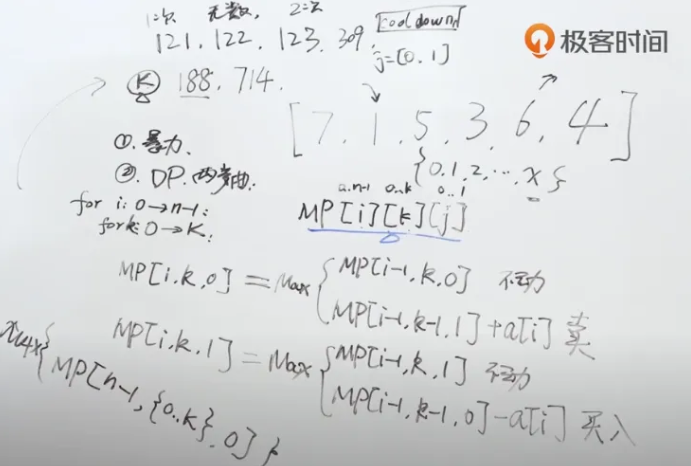 1次 无数, 2次
121, 122, 123, 309, cooldown
j=[0, 1]
极客时间
K 188, 714.
[7, 1, 5, 3, 6, 4]
①. 暴力.
{0, 1, 2, ..., x}
②. DP.
0..n-1 0..k 0..1
for i: 0→n-1:
MP[i][k][j]
for k: 0→K:
MP[i, k, 0] = Max { MP[i-1, k, 0] 不动
MP[i-1, k-1, 1] + a[i] 卖
MP[i, k, 1] = Max { MP[i-1, k, 1] 不动
MP[i-1, k-1, 0] - a[i] 买入
Max{
MP[n-1, {0..k}, 0] }